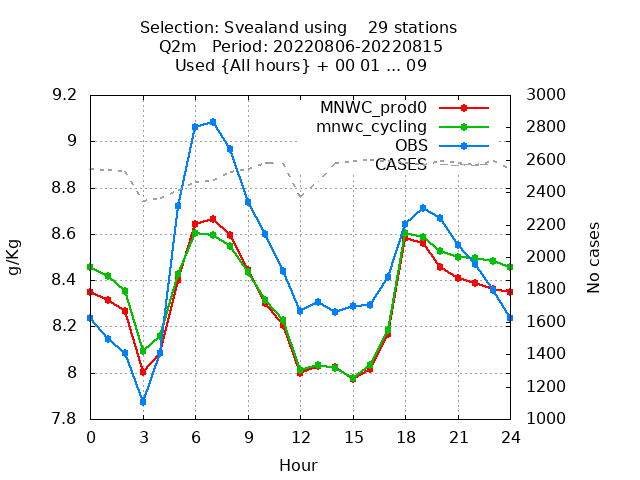 Selection: Svealand using    29 stations
Q2m   Period: 20220806-20220815
Used {All hours} + 00 01 ... 09
9.2
9
8.8
8.6
8.4
8.2
8
7.8
g/Kg
MNWC_prod0
mnwc_cycling
OBS
CASES
3000
2800
2600
2400
2200
2000
1800
1600
1400
1200
1000
No cases
0 3 6 9 12 15 18 21 24
Hour